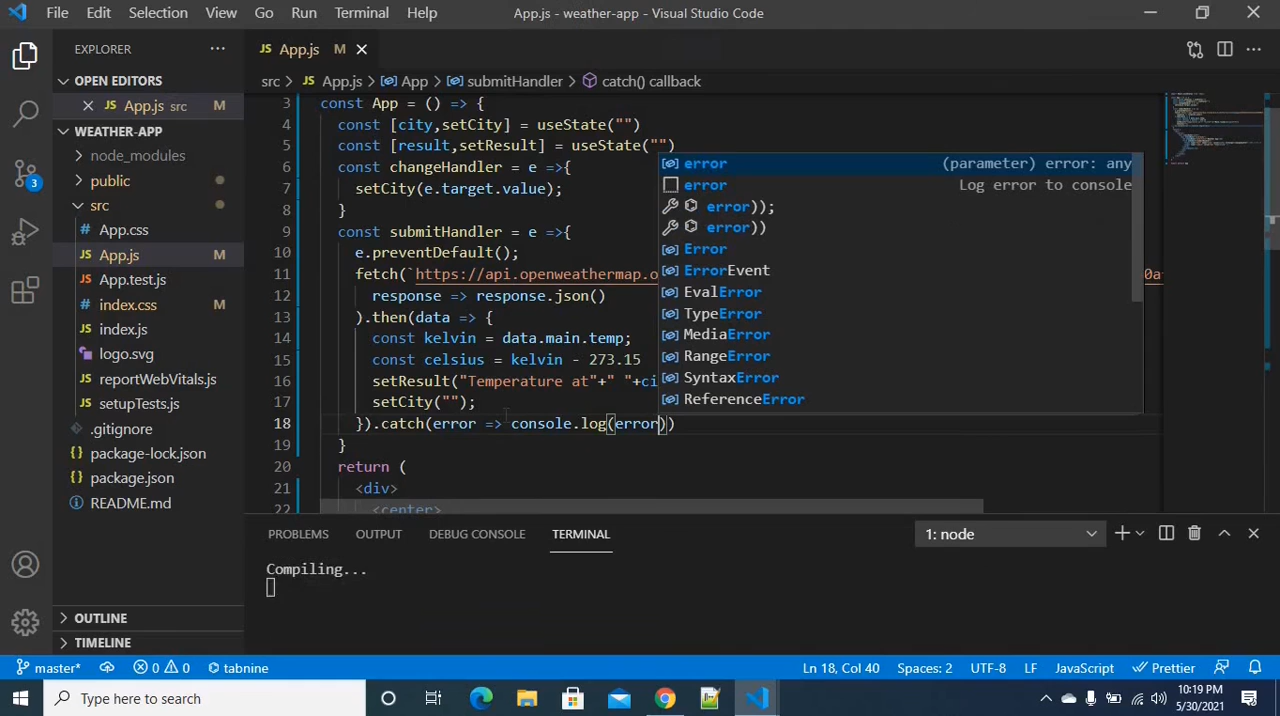 File Edit Selection View Go Run Terminal Help App.js - weather-app - Visual Studio Code
EXPLORER
App.js M
OPEN EDITORS
App.js src M
WEATHER-APP
node_modules
public
src
App.css
App.js M
App.test.js
index.css
index.js
logo.svg
reportWebVitals.js
setupTests.js
.gitignore
package-lock.json
package.json
README.md
OUTLINE
TIMELINE
3
src > App.js > App > submitHandler > catch() callback
3 const App = () => {
4 const [city,setCity] = useState("")
5 const [result,setResult] = useState("")
6 const changeHandler = e =>{
7 setCity(e.target.value);
8 }
9 const submitHandler = e =>{
10 e.preventDefault();
11 fetch(`https://api.openweathermap.o
12 response => response.json()
13 ).then(data => {
14 const kelvin = data.main.temp;
15 const celsius = kelvin - 273.15
16 setResult("Temperature at"+" "+ci
17 setCity("");
18 }).catch(error => console.log(error))
19 }
20 return (
21 <div>
22 <center>
error (parameter) error: any
error Log error to console
error));
error))
Error
ErrorEvent
EvalError
TypeError
MediaError
RangeError
SyntaxError
ReferenceError
PROBLEMS OUTPUT DEBUG CONSOLE TERMINAL 1: node
Compiling...
master* 0 0 tabnine Ln 18, Col 40 Spaces: 2 UTF-8 LF JavaScript Prettier
Type here to search
10:19 PM
5/30/2021